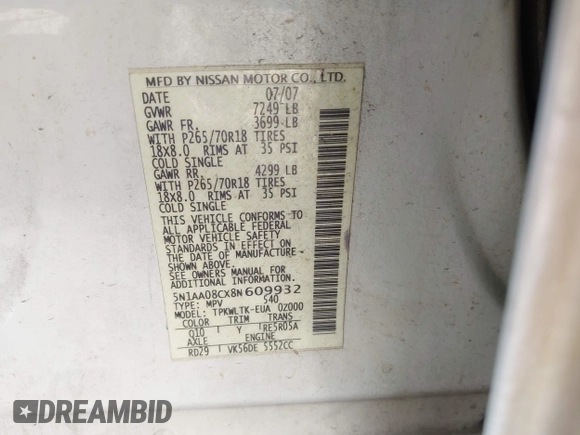 MFD BY NISSAN MOTOR CO., LTD.
DATE 07/07
GVWR 7249 LB
GAWR FR. 3699 LB
WITH P265/70R18 TIRES
18X8.0 RIMS AT 35 PSI
COLD SINGLE
GAWR RR. 4299 LB
WITH P265/70R18 TIRES
18X8.0 RIMS AT 35 PSI
COLD SINGLE
THIS VEHICLE CONFORMS TO
ALL APPLICABLE FEDERAL
MOTOR VEHICLE SAFETY
STANDARDS IN EFFECT ON
THE DATE OF MANUFACTURE
SEE OWNERS MANUAL FOR
ADDITIONAL INFORMATION.
5N1AA08CX8N609932
TYPE: MPV 540
MODEL: TPKWLTK-EUA 02000
COLOR TRIM TRANS
Q10 Y RE5R05A
AXLE ENGINE
RD29 VK56DE 5552CC
DREAMBID